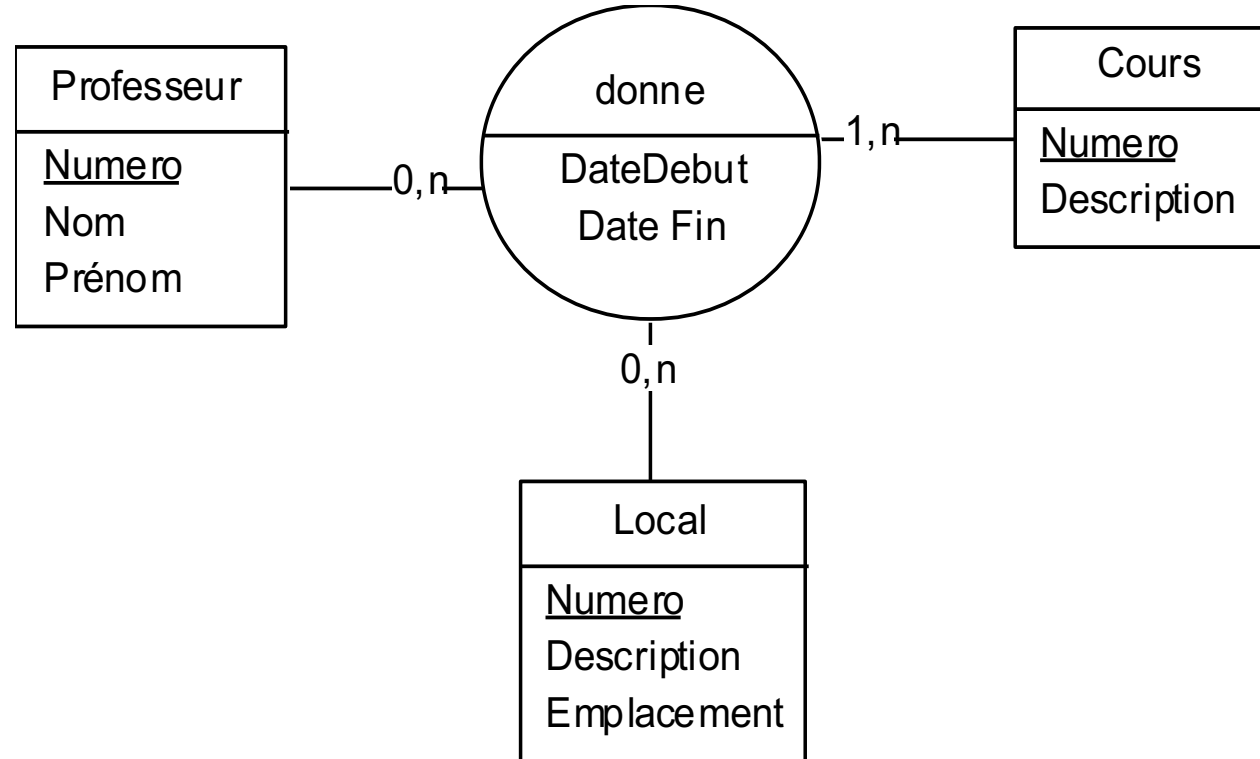 Professeur
Numero
Nom
Prénom
0,n
donne
DateDebut
Date Fin
1,n
Cours
Numero
Description
0,n
Local
Numero
Description
Emplacement